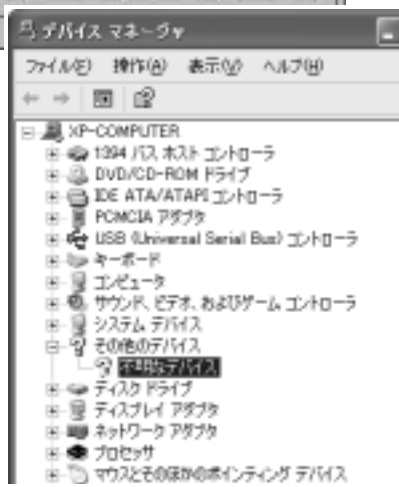 デバイス マネージャ
ファイル(F) 操作(A) 表示(V) ヘルプ(H)
XP-COMPUTER
1394 バス ホスト コントローラ
DVD/CD-ROM ドライブ
IDE ATA/ATAPI コントローラ
PCMCIA アダプタ
USB (Universal Serial Bus) コントローラ
キーボード
コンピュータ
サウンド、ビデオ、およびゲーム コントローラ
システム デバイス
その他のデバイス
不明なデバイス
ディスク ドライブ
ディスプレイ アダプタ
ネットワーク アダプタ
プロセッサ
マウスとそのほかのポインティング デバイス